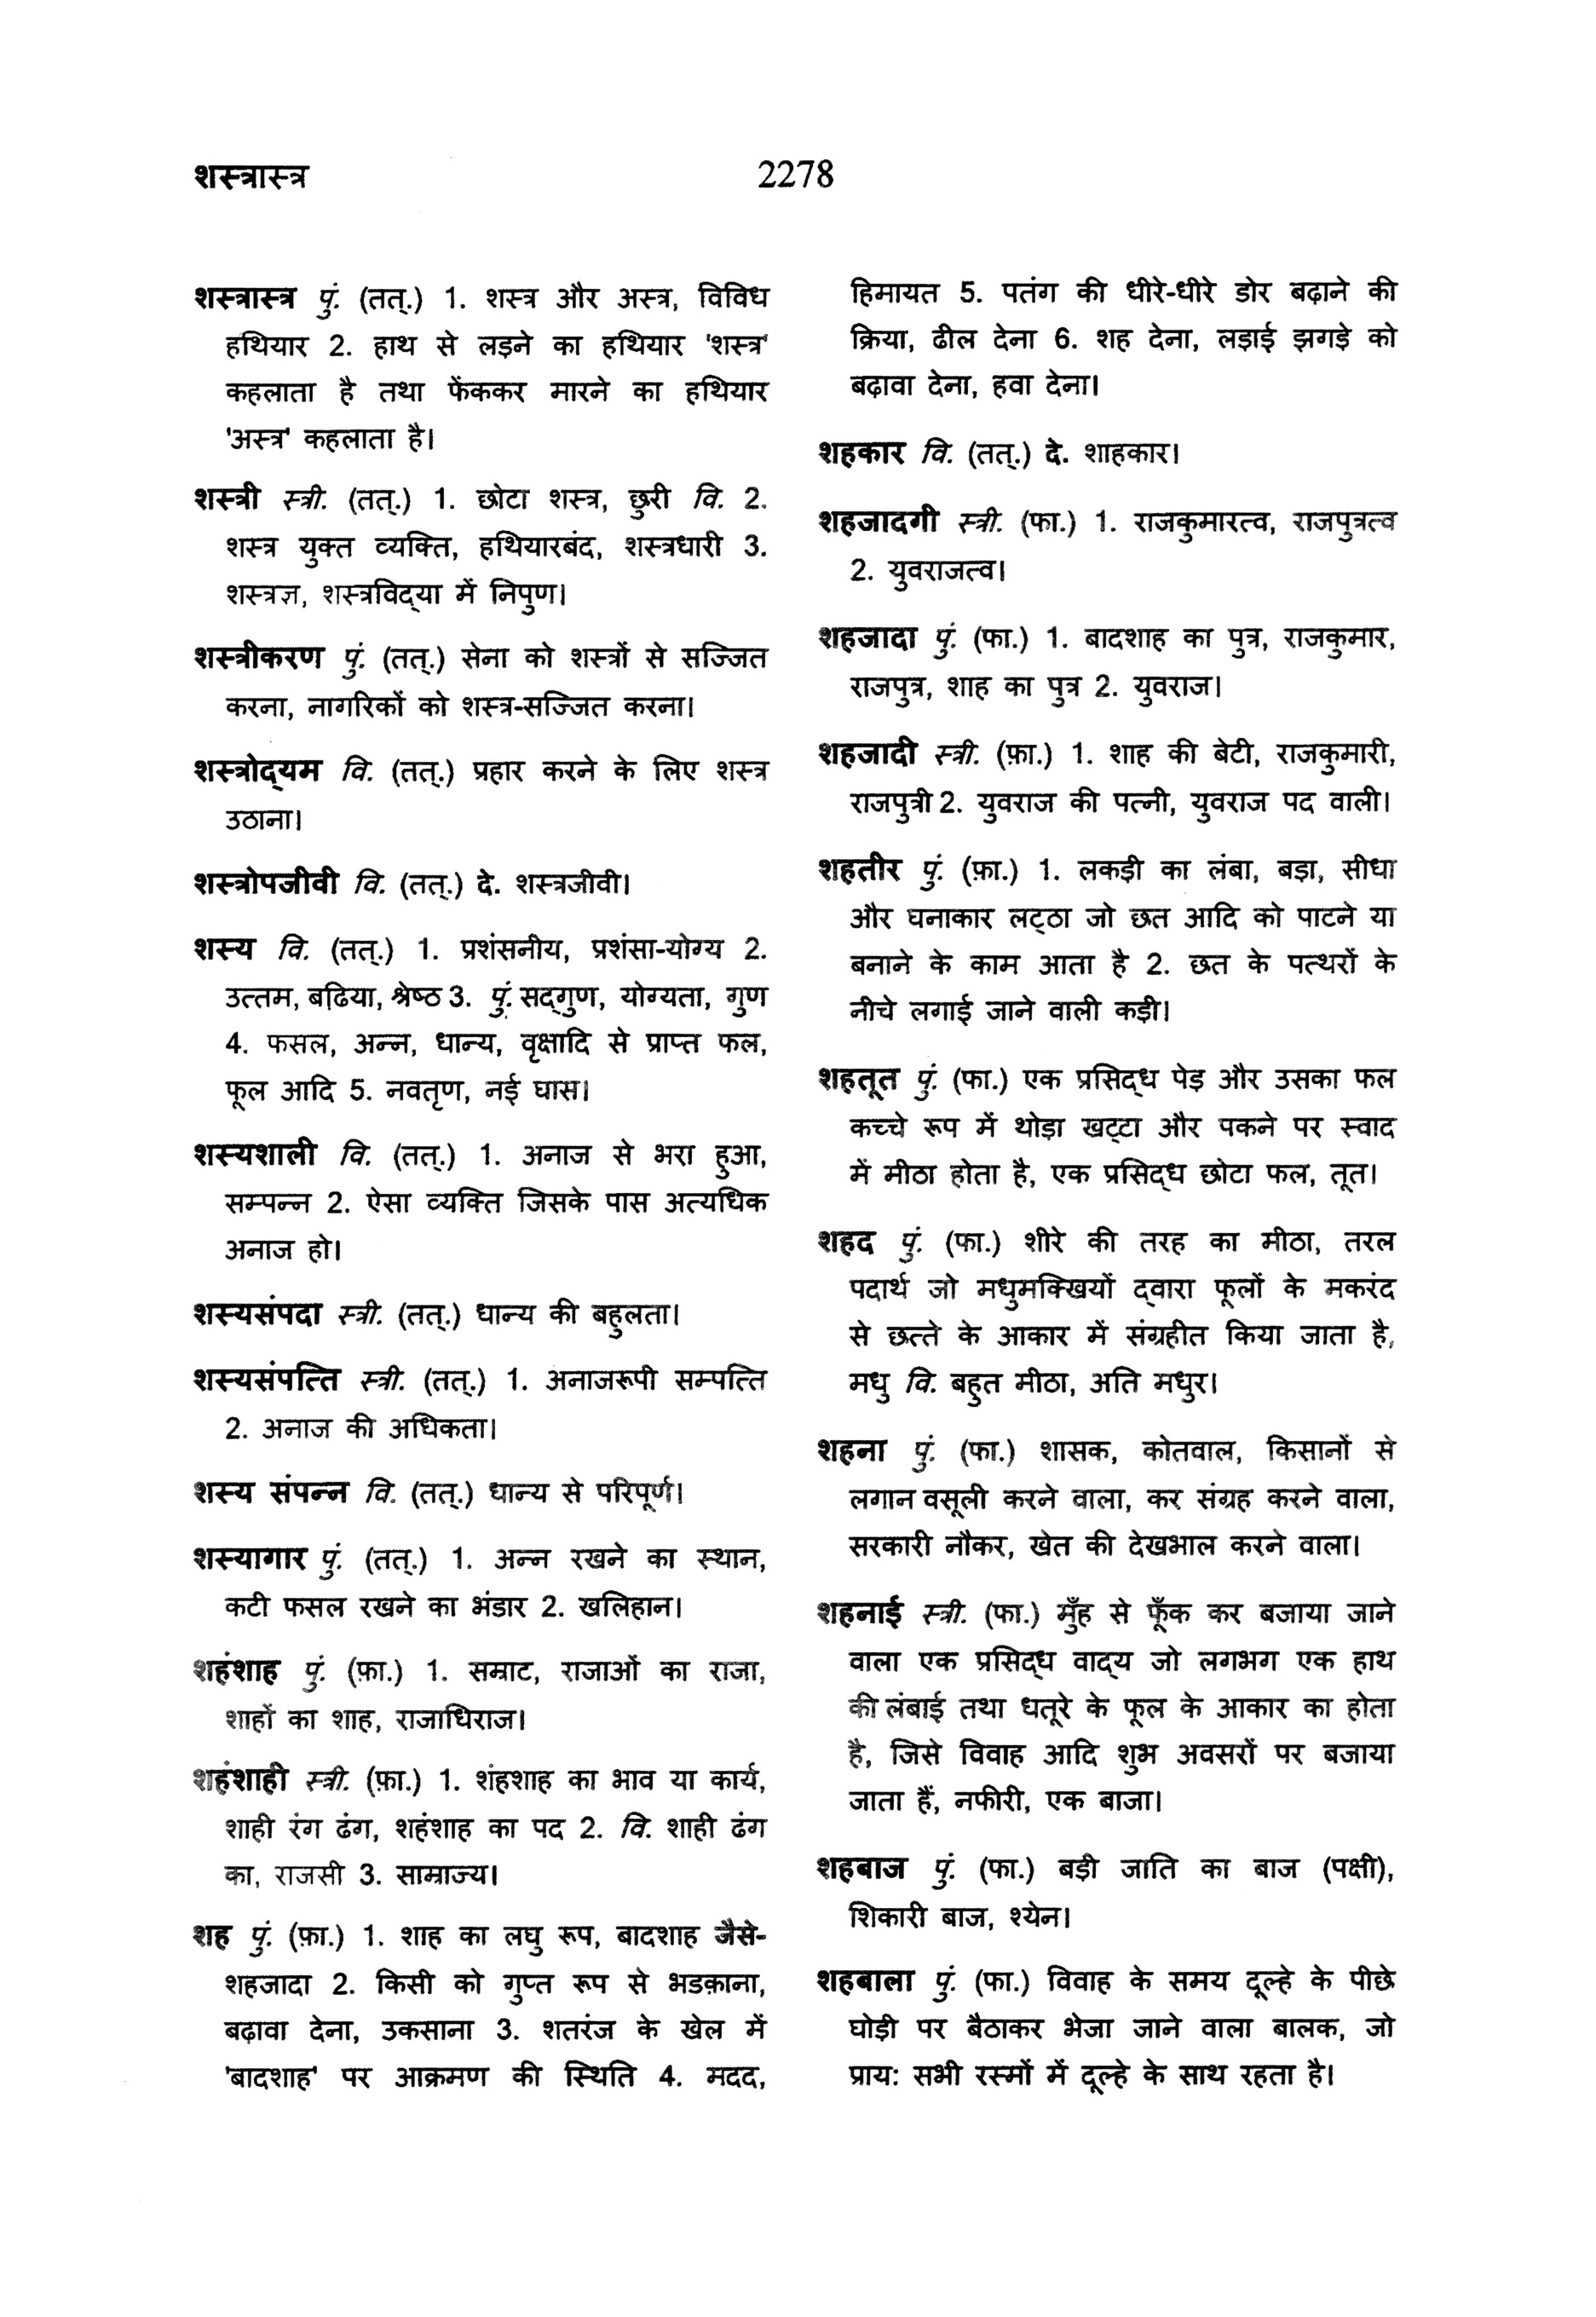 शस्त्रास्त्र
2278
शस्त्रास्त्र पुं. (तत्.) 1. शस्त्र और अस्त्र, विविध
हथियार 2. हाथ से लड़ने का हथियार 'शस्त्र'
कहलाता है तथा फेंककर मारने का हथियार
'अस्त्र' कहलाता है।
शस्त्री स्त्री. (तत्.) 1. छोटा शस्त्र, छुरी वि. 2.
शस्त्र युक्त व्यक्ति, हथियारबंद, शस्त्रधारी 3.
शस्त्रज्ञ, शस्त्रविद्‍या में निपुण।
शस्त्रीकरण पुं. (तत्.) सेना को शस्त्रों से सज्जित
करना, नागरिकों को शस्त्र-सज्जित करना।
शस्त्रोद्‍यम वि. (तत्.) प्रहार करने के लिए शस्त्र
उठाना।
शस्त्रोपजीवी वि. (तत्.) दे. शस्त्रजीवी।
शस्य वि. (तत्.) 1. प्रशंसनीय, प्रशंसा-योग्य 2.
उत्तम, बढि़या, श्रेष्ठ 3. पुं. सद्‍गुण, योग्यता, गुण
4. फसल, अन्न, धान्य, वृक्षादि से प्राप्त फल,
फूल आदि 5. नवतृण, नई घास।
शस्यशाली वि. (तत्.) 1. अनाज से भरा हुआ,
सम्पन्न 2. ऐसा व्यक्ति जिसके पास अत्यधिक
अनाज हो।
शस्यसंपदा स्त्री. (तत्.) धान्य की बहुलता।
शस्यसंपत्ति स्त्री. (तत्.) 1. अनाजरूपी सम्पत्ति
2. अनाज की अधिकता।
शस्य संपन्न वि. (तत्.) धान्य से परिपूर्ण।
शस्यागार पुं. (तत्.) 1. अन्न रखने का स्थान,
कटी फसल रखने का भंडार 2. खलिहान।
शहंशाह पुं. (फ़ा.) 1. सम्राट, राजाओं का राजा,
शाहों का शाह, राजाधिराज।
शहंशाही स्त्री. (फ़ा.) 1. शंहशाह का भाव या कार्य,
शाही रंग ढंग, शहंशाह का पद 2. वि. शाही ढंग
का, राजसी 3. साम्राज्य।
शह पुं. (फ़ा.) 1. शाह का लघु रूप, बादशाह जैसे-
शहजादा 2. किसी को गुप्त रूप से भडक़ाना,
बढ़ावा देना, उकसाना 3. शतरंज के खेल में
'बादशाह' पर आक्रमण की स्थिति 4. मदद,
हिमायत 5. पतंग की धीरे-धीरे डोर बढ़ाने की
क्रिया, ढील देना 6. शह देना, लड़ाई झगड़े को
बढ़ावा देना, हवा देना।
शहकार वि. (तत्.) दे. शाहकार।
शहजादगी स्त्री. (फा.) 1. राजकुमारत्व, राजपुत्रत्व
2. युवराजत्व।
शहजादा पुं. (फा.) 1. बादशाह का पुत्र, राजकुमार,
राजपुत्र, शाह का पुत्र 2. युवराज।
शहजादी स्त्री. (फ़ा.) 1. शाह की बेटी, राजकुमारी,
राजपुत्री 2. युवराज की पत्नी, युवराज पद वाली।
शहतीर पुं. (फ़ा.) 1. लकड़ी का लंबा, बड़ा, सीधा
और घनाकार लट्‍ठा जो छत आदि को पाटने या
बनाने के काम आता है 2. छत के पत्थरों के
नीचे लगाई जाने वाली कड़ी।
शहतूत पुं. (फा.) एक प्रसिद्‍ध पेड़ और उसका फल
कच्चे रूप में थोड़ा खट्‍टा और पकने पर स्वाद
में मीठा होता है, एक प्रसिद्‍ध छोटा फल, तूत।
शहद पुं. (फा.) शीरे की तरह का मीठा, तरल
पदार्थ जो मधुमक्खियों द्‍वारा फूलों के मकरंद
से छत्ते के आकार में संग्रहीत किया जाता है,
मधु वि. बहुत मीठा, अति मधुर।
शहना पुं. (फा.) शासक, कोतवाल, किसानों से
लगान वसूली करने वाला, कर संग्रह करने वाला,
सरकारी नौकर, खेत की देखभाल करने वाला।
शहनाई स्त्री. (फा.) मुँह से फूँक कर बजाया जाने
वाला एक प्रसिद्‍ध वाद्‍य जो लगभग एक हाथ
की लंबाई तथा धतूरे के फूल के आकार का होता
है, जिसे विवाह आदि शुभ अवसरों पर बजाया
जाता हैं, नफीरी, एक बाजा।
शहबाज पुं. (फा.) बड़ी जाति का बाज (पक्षी),
शिकारी बाज, श्येन।
शहबाला पुं. (फा.) विवाह के समय दूल्हे के पीछे
घोड़ी पर बैठाकर भेजा जाने वाला बालक, जो
प्राय: सभी रस्मों में दूल्हे के साथ रहता है।